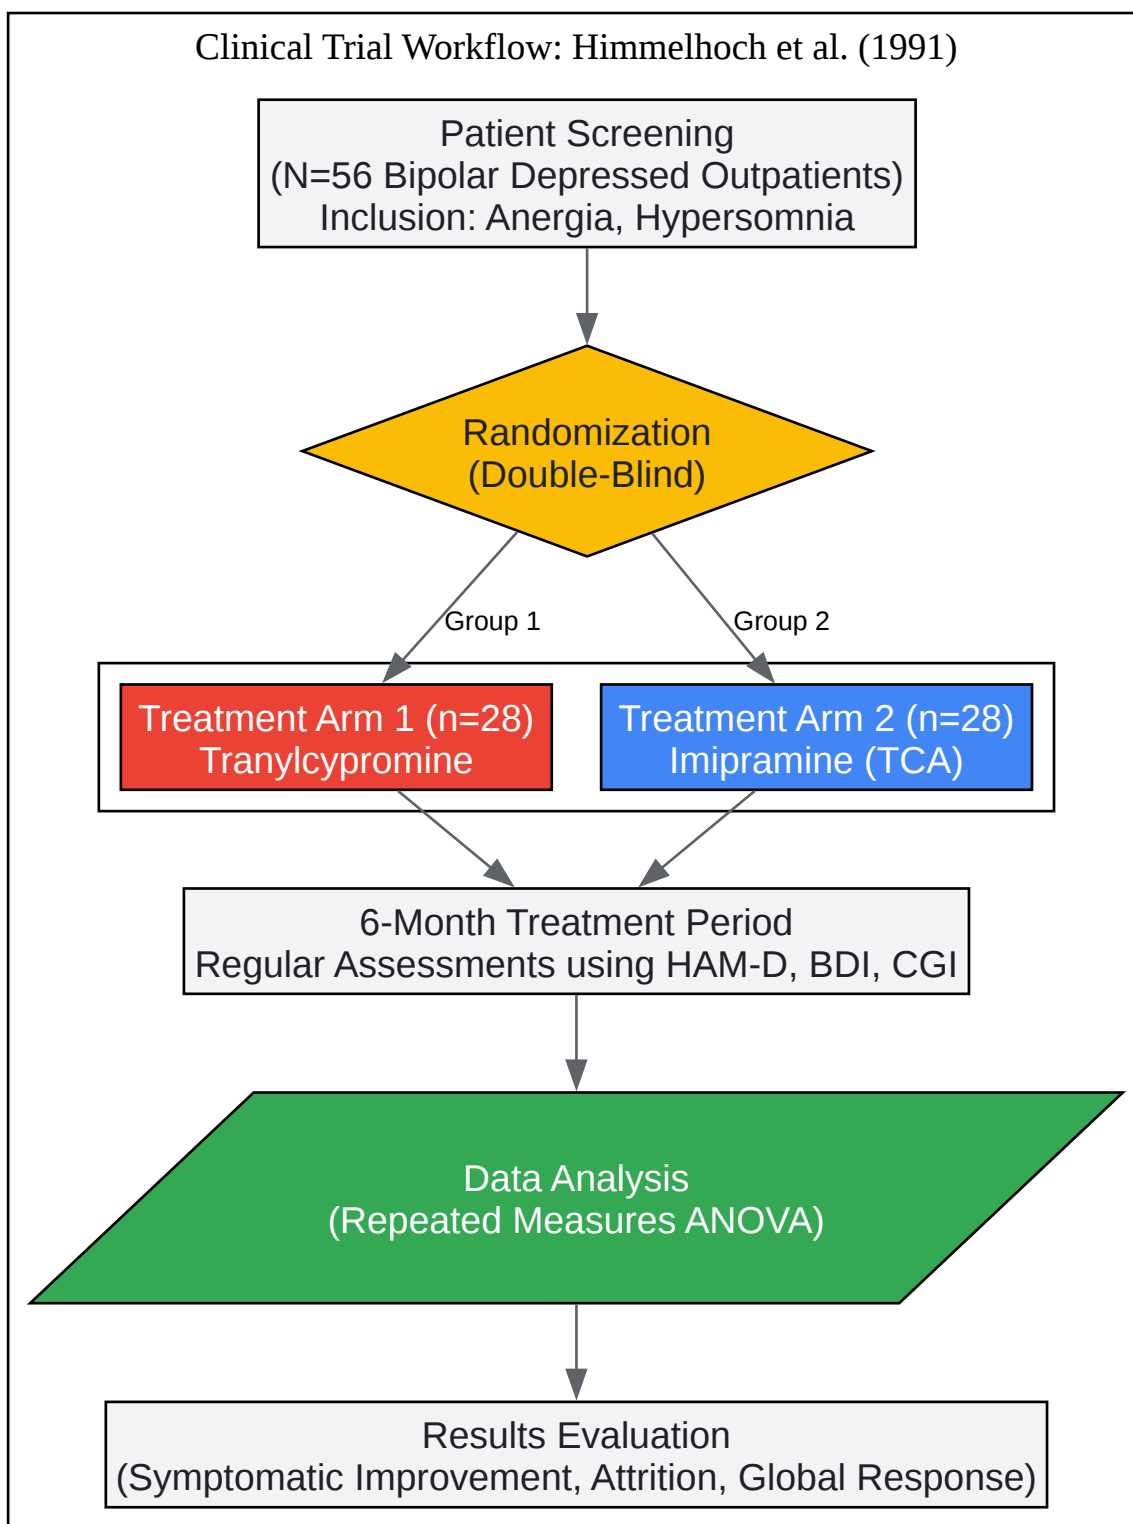 Clinical Trial Workflow: Himmelhoch et al. (1991)
Patient Screening
(N=56 Bipolar Depressed Outpatients)
Inclusion: Anergia, Hypersomnia
Randomization
(Double-Blind)
Group 1
Group 2
Treatment Arm 1 (n=28)
Tranylcypromine
Treatment Arm 2 (n=28)
Imipramine (TCA)
6-Month Treatment Period
Regular Assessments using HAM-D, BDI, CGI
Data Analysis
(Repeated Measures ANOVA)
Results Evaluation
(Symptomatic Improvement, Attrition, Global Response)